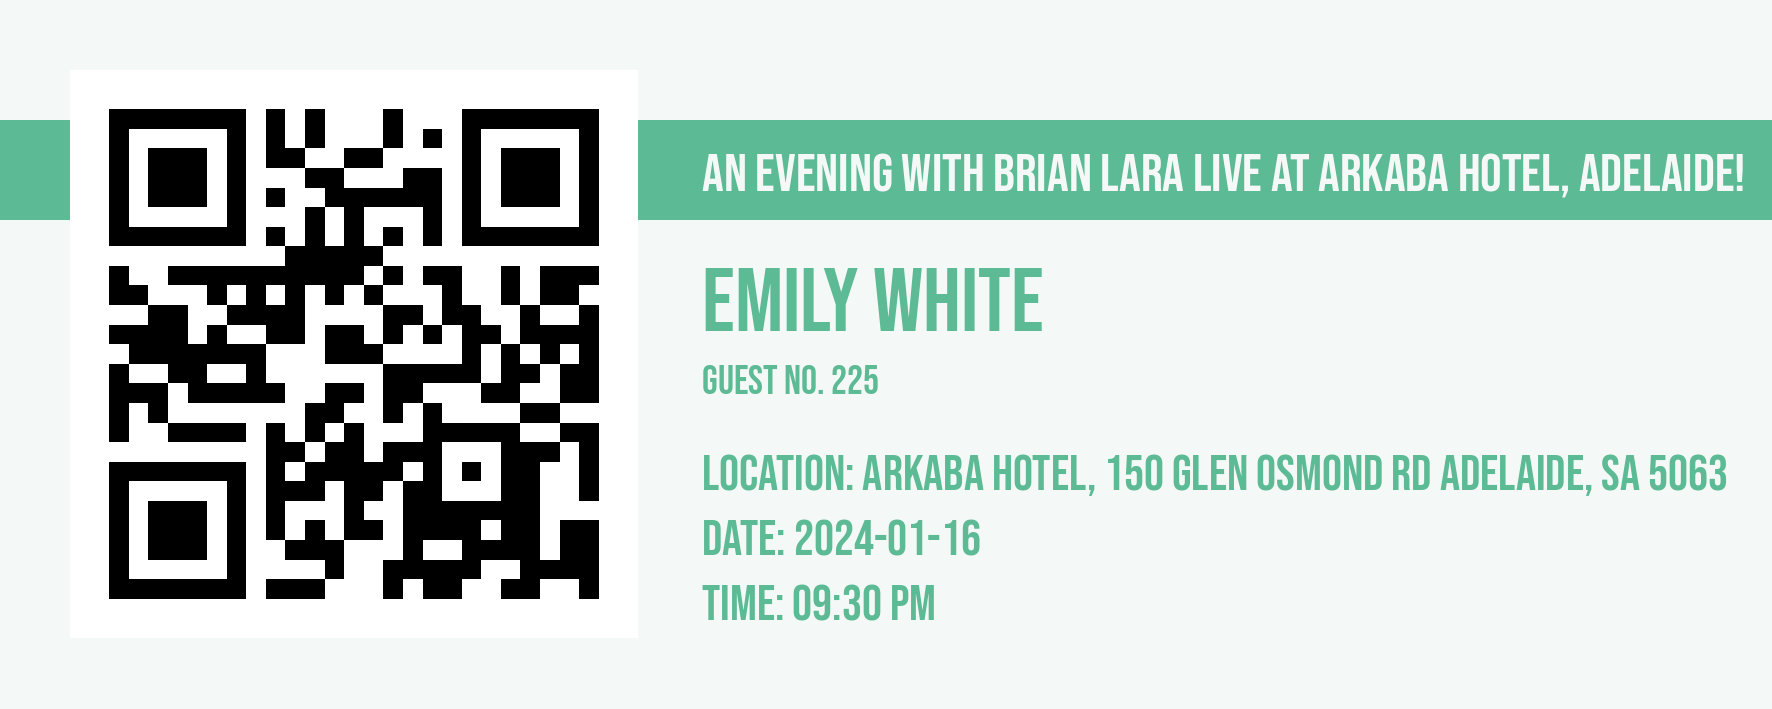 AN EVENING WITH BRIAN LARA LIVE AT ARKABA HOTEL, ADELAIDE!
EMILY WHITE
GUEST NO. 225
LOCATION: ARKABA HOTEL, 150 GLEN OSMOND RD ADELAIDE, SA 5063
DATE: 2024-01-16
TIME: 09:30 PM